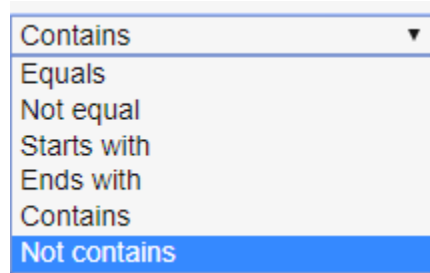 Contains
Equals
Not equal
Starts with
Ends with
Contains
Not contains